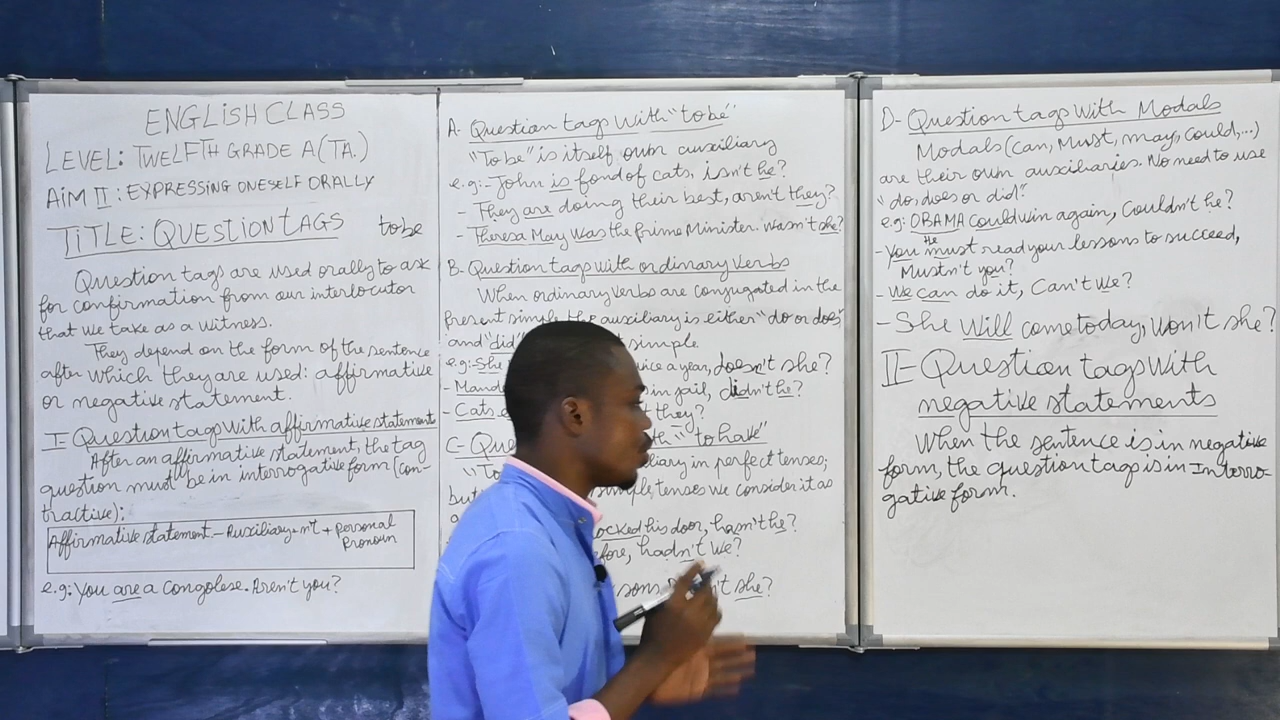 ENGLISH CLASS
LEVEL: TWELFTH GRADE A (TA.)
AIM II: EXPRESSING ONESELF ORALLY
TITLE: QUESTION TAGS to be
Question tags are used orally to ask
for confirmation from our interlocutor
that we take as a witness.
They depend on the form of the sentence
after which they are used: affirmative
or negative statement.
I- Question tags with affirmative statement
After an affirmative statement, the tag
question must be in interrogative form (con-
tractive):
Affirmative statement - Auxiliary + n't + personal
pronoun
e.g: You are a Congolese. Aren't you?
A- Question tags with "to be"
"To be" is itself own auxiliary
e.g:- John is fond of cats, isn't he?
- They are doing their best, aren't they?
- Theresa May was the prime Minister. wasn't she?
B- Question tags with ordinary verbs
When ordinary verbs are conjugated in the
present simple the auxiliary is either "do or does"
and "did" simple
e.g:- She twice a year, doesn't she?
- in jail, didn't he?
- Cats they?
C- "to have"
in perfect tenses;
but simple tenses we consider it as
his door, hasn't he?
hadn't we?
she?
D- Question tags with Modals
Modals (can, Must, may, could,...)
are their own auxiliaries. No need to use
"do, does or did".
e.g: OBAMA could win again, Couldn't he?
- You must read your lessons to succeed,
Mustn't you?
- We can do it, Can't we?
- She will come today, won't she?
II- Question tags with
negative statements
When the sentence is in negative
form, the question tag is in Interro-
gative form.